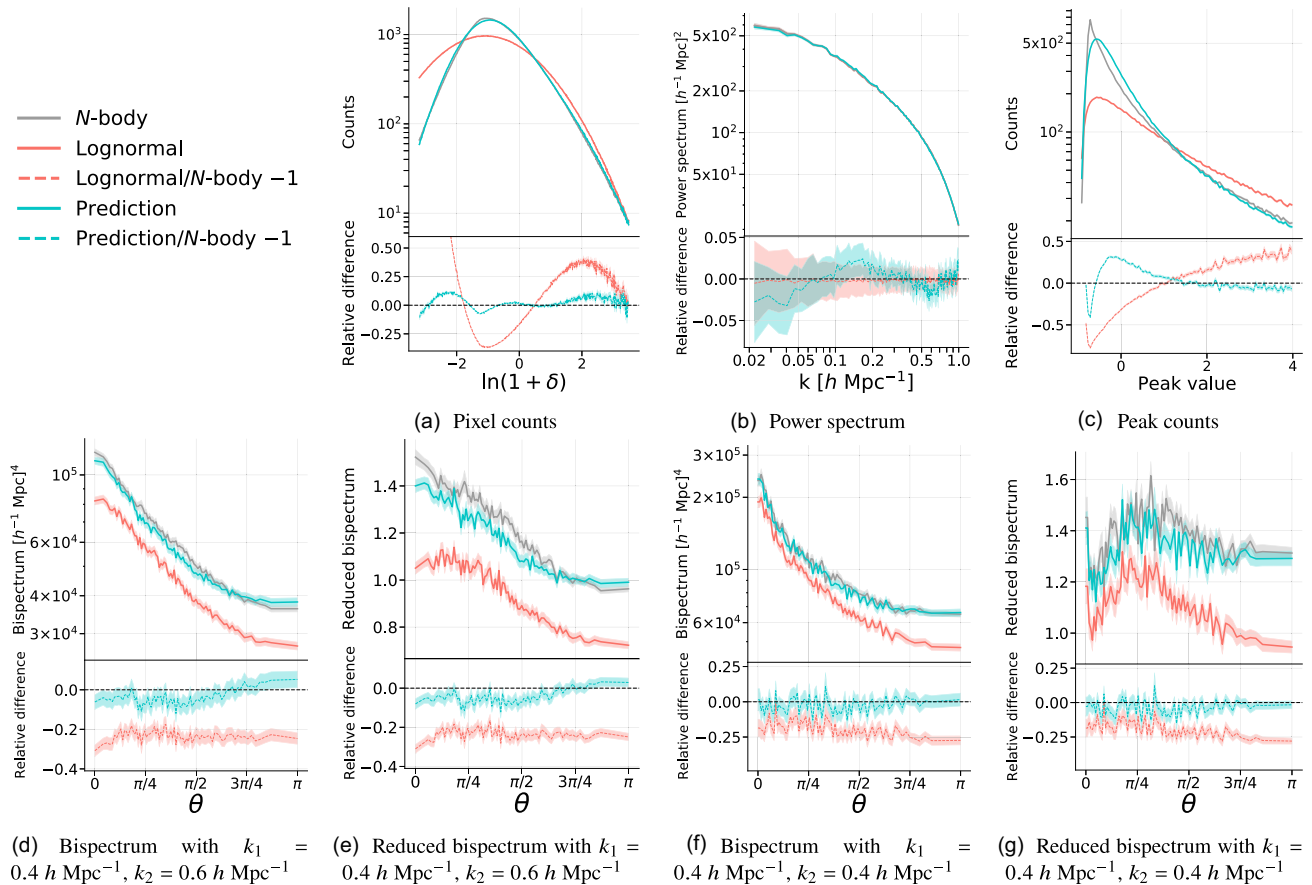 N-body
Lognormal
Lognormal/N-body −1
Prediction
Prediction/N-body −1
Counts
10³
10²
10¹
Relative difference
0.50
0.25
0.00
−0.25
−2
0
2
ln(1 + δ)
(a) Pixel counts
Power spectrum [h⁻¹ Mpc]²
5×10²
2×10²
10²
5×10¹
Relative difference
0.05
0.00
−0.05
0.02
0.05
0.1
0.2
0.5
1.0
k [h Mpc⁻¹]
(b) Power spectrum
Counts
5×10²
10²
Relative difference
0.5
0.0
−0.5
0
2
4
Peak value
(c) Peak counts
Bispectrum [h⁻¹ Mpc]⁴
10⁵
6×10⁴
4×10⁴
3×10⁴
Relative difference
0.0
−0.2
−0.4
0
π/4
π/2
3π/4
π
θ
(d) Bispectrum with k₁ =
0.4 h Mpc⁻¹, k₂ = 0.6 h Mpc⁻¹
Reduced bispectrum
1.4
1.2
1.0
0.8
Relative difference
0.0
−0.2
−0.4
0
π/4
π/2
3π/4
π
θ
(e) Reduced bispectrum with k₁ =
0.4 h Mpc⁻¹, k₂ = 0.6 h Mpc⁻¹
Bispectrum [h⁻¹ Mpc]⁴
3×10⁵
2×10⁵
10⁵
6×10⁴
Relative difference
0.25
0.00
−0.25
0
π/4
π/2
3π/4
π
θ
(f) Bispectrum with k₁ =
0.4 h Mpc⁻¹, k₂ = 0.4 h Mpc⁻¹
Reduced bispectrum
1.6
1.4
1.2
1.0
Relative difference
0.25
0.00
−0.25
0
π/4
π/2
3π/4
π
θ
(g) Reduced bispectrum with k₁ =
0.4 h Mpc⁻¹, k₂ = 0.4 h Mpc⁻¹